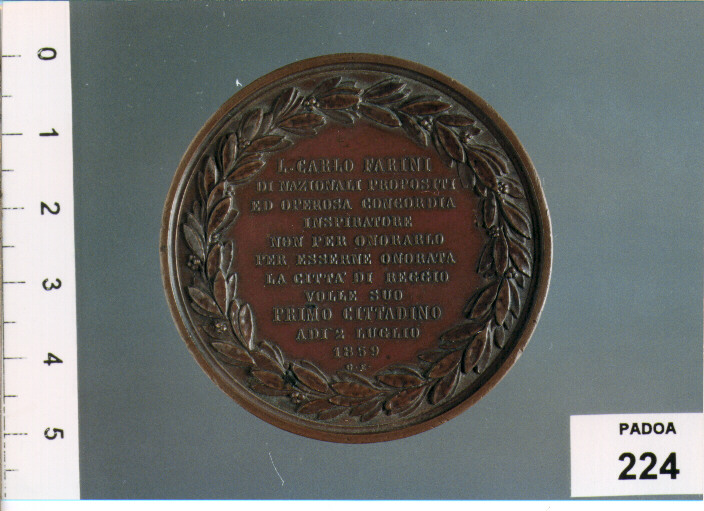 L. CARLO FARINI
DI NAZIONALI PROPOSITI
ED OPEROSA CONCORDIA
INSPIRATORE
NON PER ONORARLO
PER ESSERNE ONORATA
LA CITTA' DI REGGIO
VOLLE SUO
PRIMO CITTADINO
ADI 2 LUGLIO
1859
0
1
2
3
4
5
PADOA
224